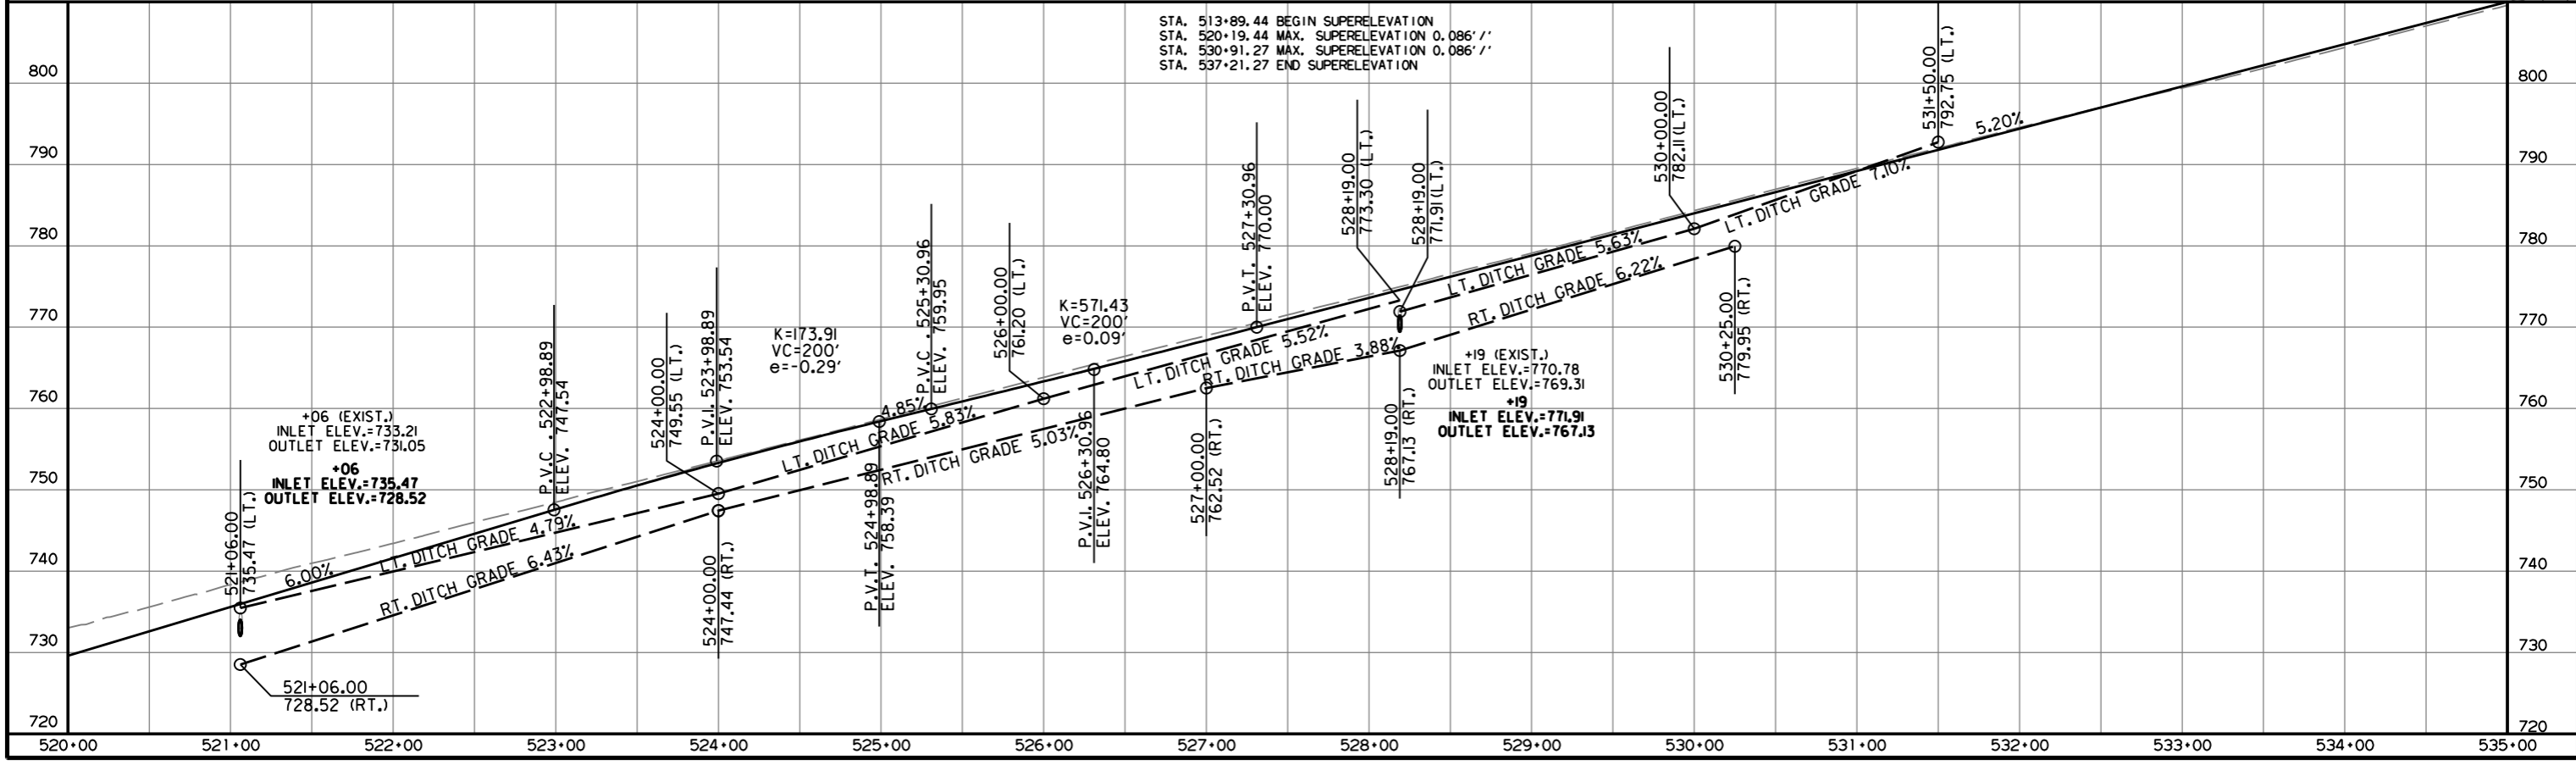 STA. 513+89.44 BEGIN SUPERELEVATION
STA. 520+19.44 MAX. SUPERELEVATION 0.086'/'
STA. 530+91.27 MAX. SUPERELEVATION 0.086'/'
STA. 537+21.27 END SUPERELEVATION
800
790
780
770
760
750
740
730
720
800
790
780
770
760
750
740
730
720
521+06.00
735.47 (LT.)
+06 (EXIST.)
INLET ELEV.=733.21
OUTLET ELEV.=731.05
+06
INLET ELEV.=735.47
OUTLET ELEV.=728.52
521+06.00
728.52 (RT.)
6.00%
LT. DITCH GRADE 4.79%
RT. DITCH GRADE 6.43%
P.V.C. 522+98.89
ELEV. 747.54
524+00.00
749.55 (LT.)
P.V.I. 523+98.89
ELEV. 753.54
524+00.00
747.44 (RT.)
K=173.91
VC=200'
e=-0.29'
P.V.T. 524+98.89
ELEV. 758.39
4.85%
LT. DITCH GRADE 5.83%
RT. DITCH GRADE 5.03%
P.V.C. 525+30.96
ELEV. 759.95
526+00.00
761.20 (LT.)
K=571.43
VC=200'
e=0.09'
P.V.I. 526+30.96
ELEV. 764.80
LT. DITCH GRADE 5.52%
RT. DITCH GRADE 3.88%
527+00.00
762.52 (RT.)
P.V.T. 527+30.96
ELEV. 770.00
528+19.00
773.30 (LT.)
528+19.00
771.91 (LT.)
528+19.00
767.13 (RT.)
+19 (EXIST.)
INLET ELEV.=770.78
OUTLET ELEV.=769.31
+19
INLET ELEV.=771.91
OUTLET ELEV.=767.13
LT. DITCH GRADE 5.63%
RT. DITCH GRADE 6.22%
530+00.00
782.11 (LT.)
530+25.00
779.95 (RT.)
LT. DITCH GRADE 7.10%
531+50.00
792.75 (LT.)
5.20%
520+00 521+00 522+00 523+00 524+00 525+00 526+00 527+00 528+00 529+00 530+00 531+00 532+00 533+00 534+00 535+00